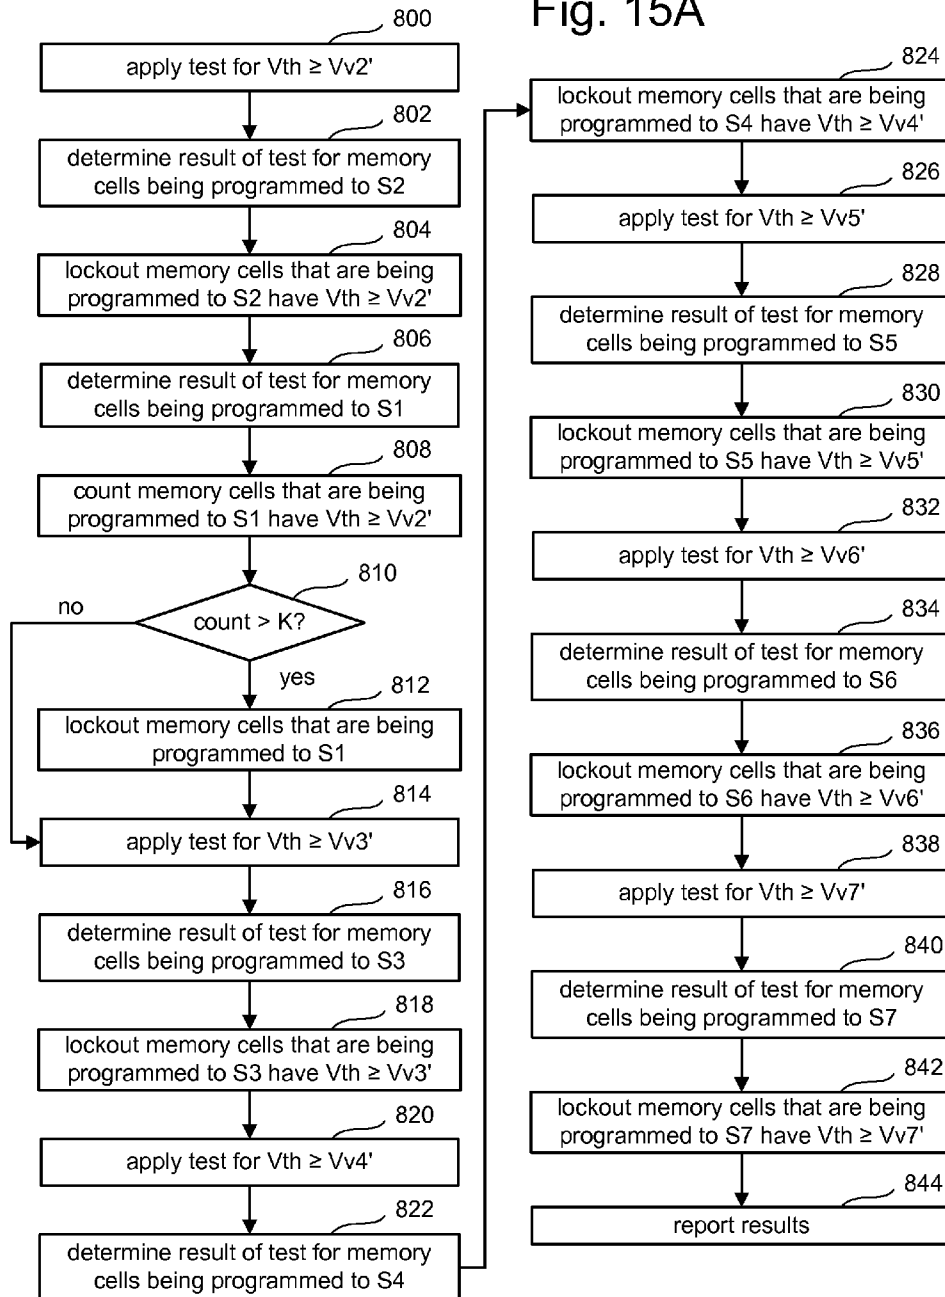 Fig. 15A
800
apply test for Vth ≥ Vv2'
802
determine result of test for memory
cells being programmed to S2
804
lockout memory cells that are being
programmed to S2 have Vth ≥ Vv2'
806
determine result of test for memory
cells being programmed to S1
808
count memory cells that are being
programmed to S1 have Vth ≥ Vv2'
810
count > K?
no
yes
812
lockout memory cells that are being
programmed to S1
814
apply test for Vth ≥ Vv3'
816
determine result of test for memory
cells being programmed to S3
818
lockout memory cells that are being
programmed to S3 have Vth ≥ Vv3'
820
apply test for Vth ≥ Vv4'
822
determine result of test for memory
cells being programmed to S4
824
lockout memory cells that are being
programmed to S4 have Vth ≥ Vv4'
826
apply test for Vth ≥ Vv5'
828
determine result of test for memory
cells being programmed to S5
830
lockout memory cells that are being
programmed to S5 have Vth ≥ Vv5'
832
apply test for Vth ≥ Vv6'
834
determine result of test for memory
cells being programmed to S6
836
lockout memory cells that are being
programmed to S6 have Vth ≥ Vv6'
838
apply test for Vth ≥ Vv7'
840
determine result of test for memory
cells being programmed to S7
842
lockout memory cells that are being
programmed to S7 have Vth ≥ Vv7'
844
report results